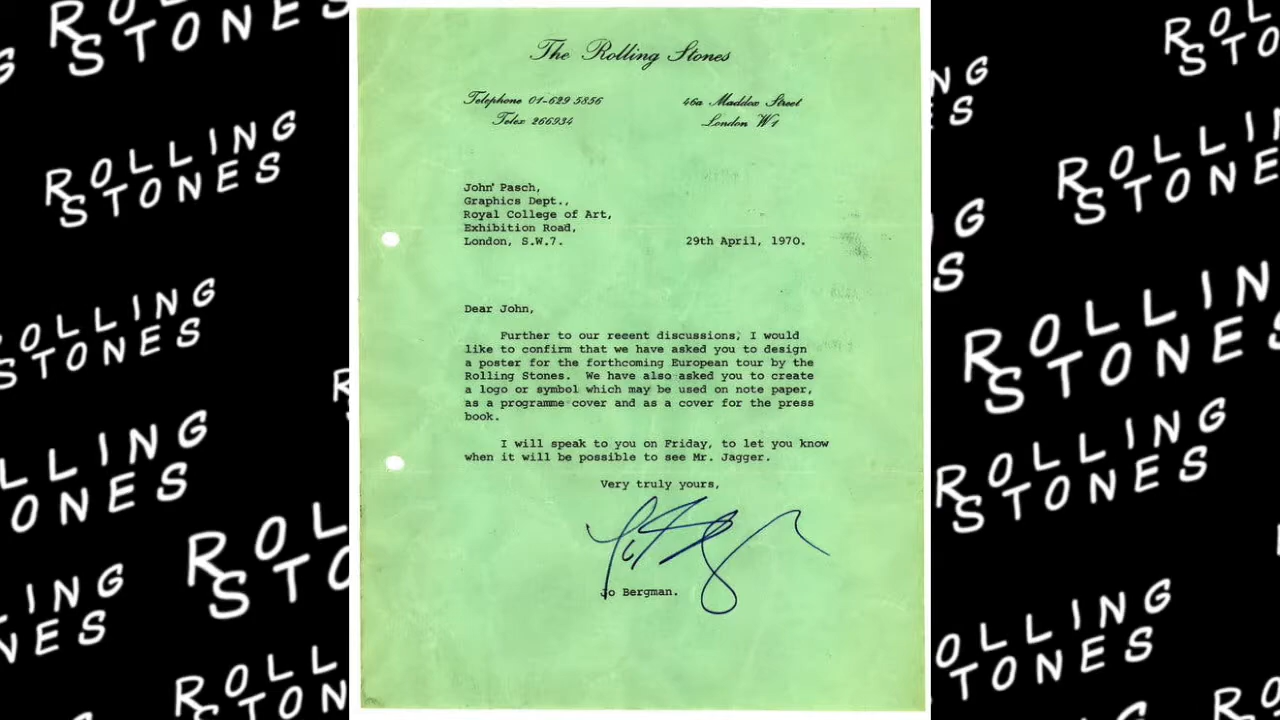 ROLLING
STONES
The Rolling Stones
Telephone 01-629 5856
Telex 266934
46a Maddox Street
London W1
John Pasch,
Graphics Dept.,
Royal College of Art,
Exhibition Road,
London, S.W.7.
29th April, 1970.
Dear John,
Further to our recent discussions, I would
like to confirm that we have asked you to design
a poster for the forthcoming European tour by the
Rolling Stones. We have also asked you to create
a logo or symbol which may be used on note paper,
as a programme cover and as a cover for the press
book.
I will speak to you on Friday, to let you know
when it will be possible to see Mr. Jagger.
Very truly yours,
Jo Bergman.
ROLLING
STONES